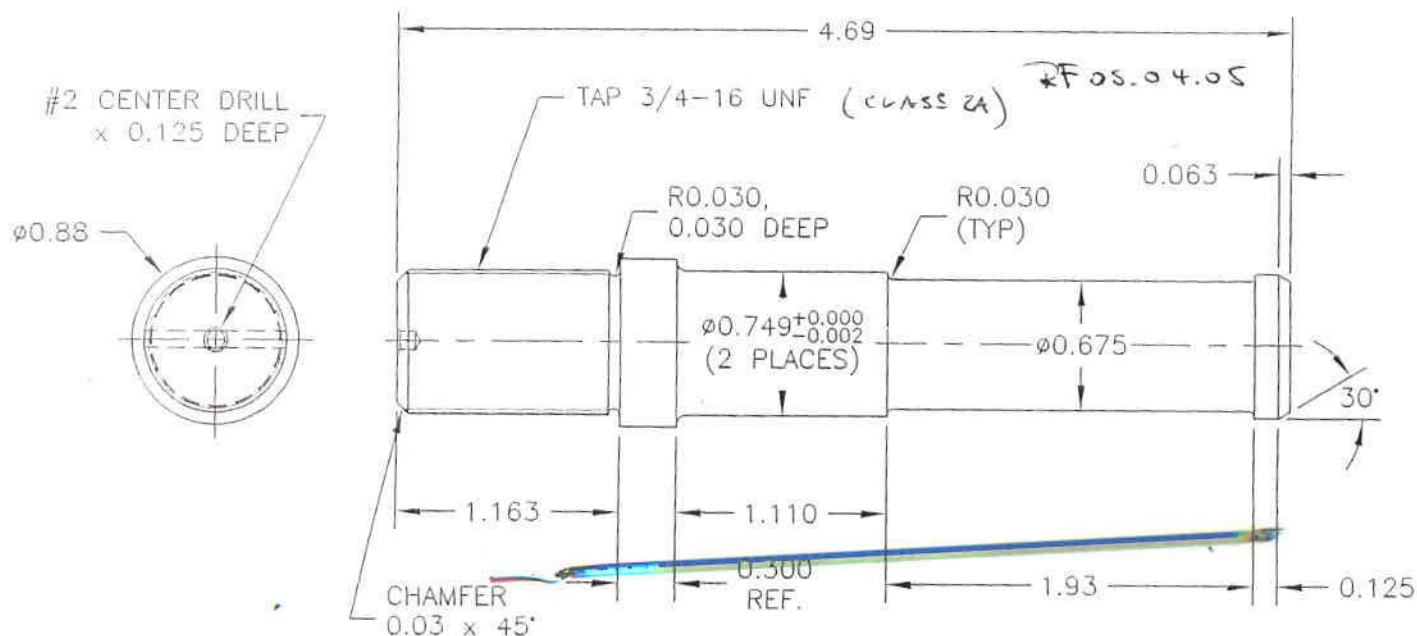 4.69
RF 05.04.05
#2 CENTER DRILL
x 0.125 DEEP
TAP 3/4-16 UNF (CLASS 2A)
0.063
R0.030,
0.030 DEEP
R0.030
(TYP)
ø0.88
ø0.749 +0.000
-0.002
(2 PLACES)
ø0.675
30°
1.163
1.110
0.300
REF.
1.93
0.125
CHAMFER
0.03 x 45°